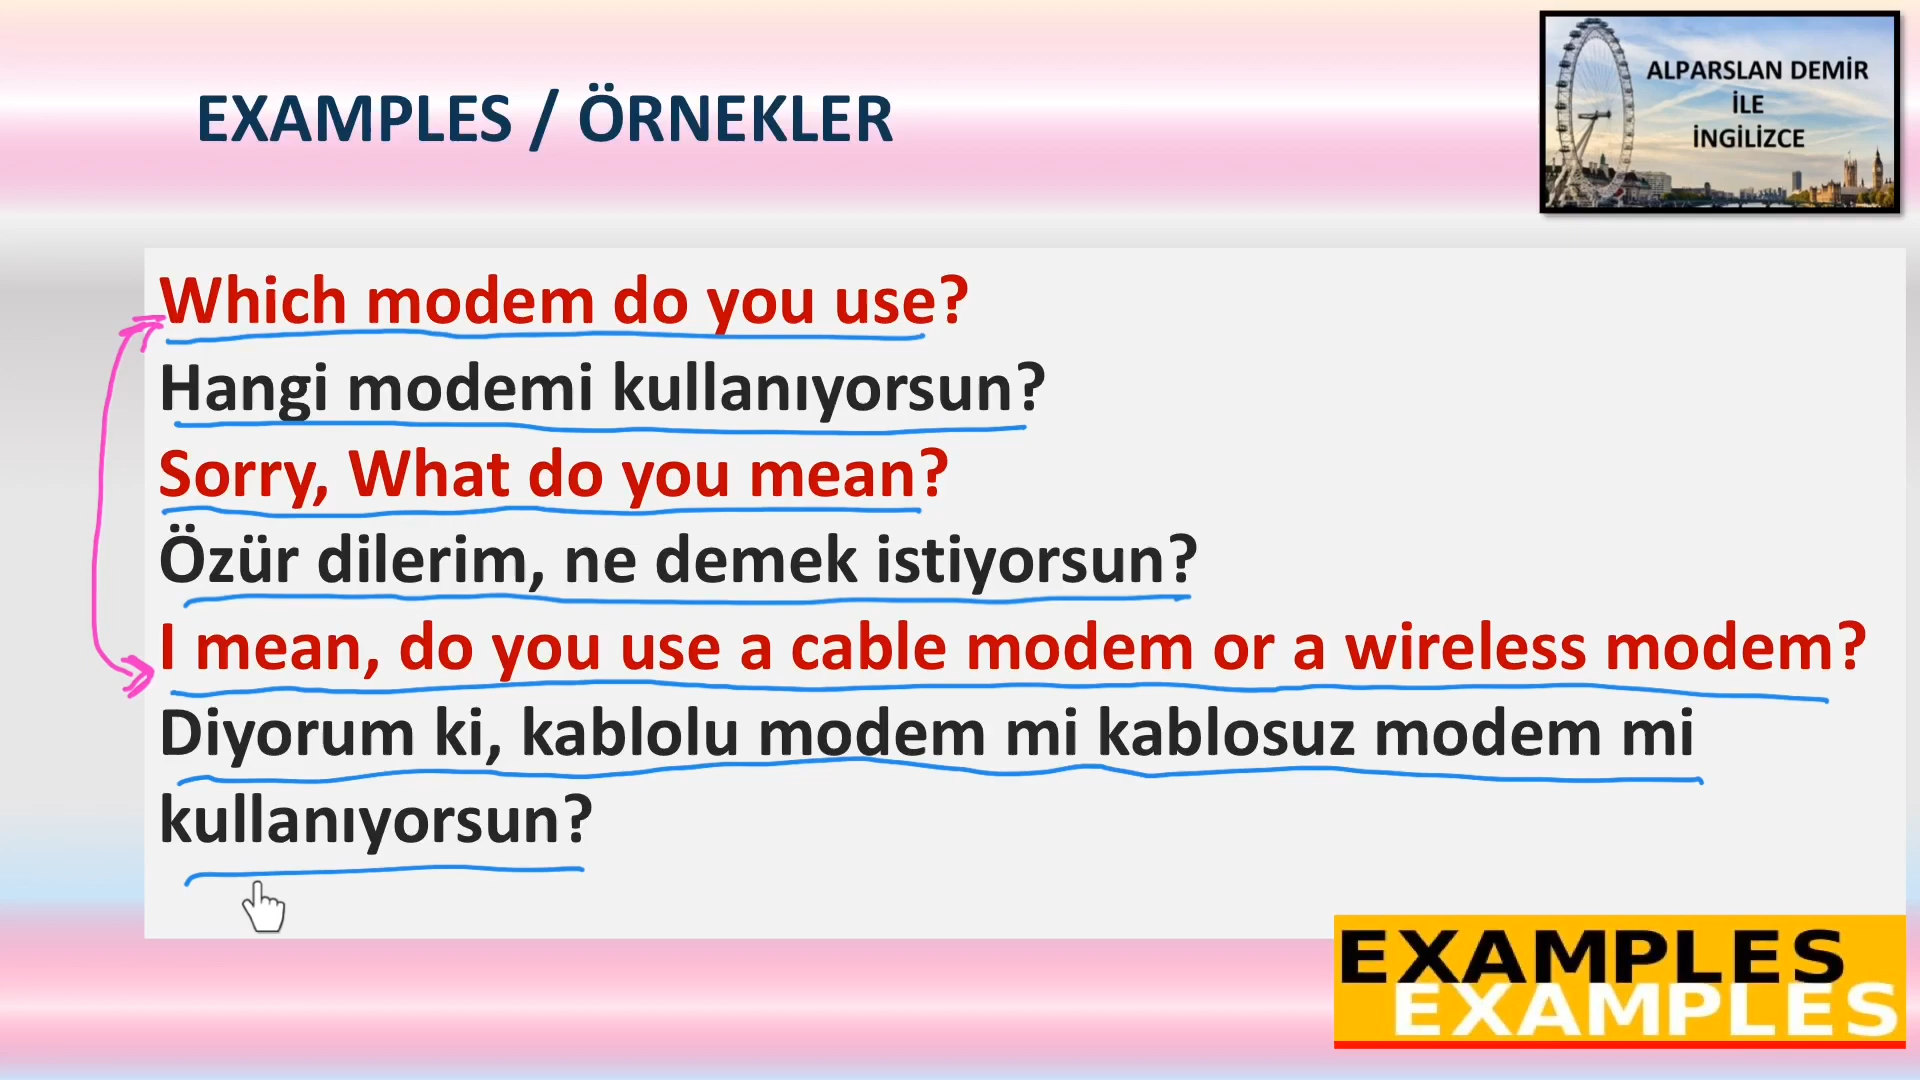 EXAMPLES / ÖRNEKLER
ALPARSLAN DEMİR
İLE
İNGİLİZCE
Which modem do you use?
Hangi modemi kullanıyorsun?
Sorry, What do you mean?
Özür dilerim, ne demek istiyorsun?
I mean, do you use a cable modem or a wireless modem?
Diyorum ki, kablolu modem mi kablosuz modem mi
kullanıyorsun?
EXAMPLES
EXAMPLES